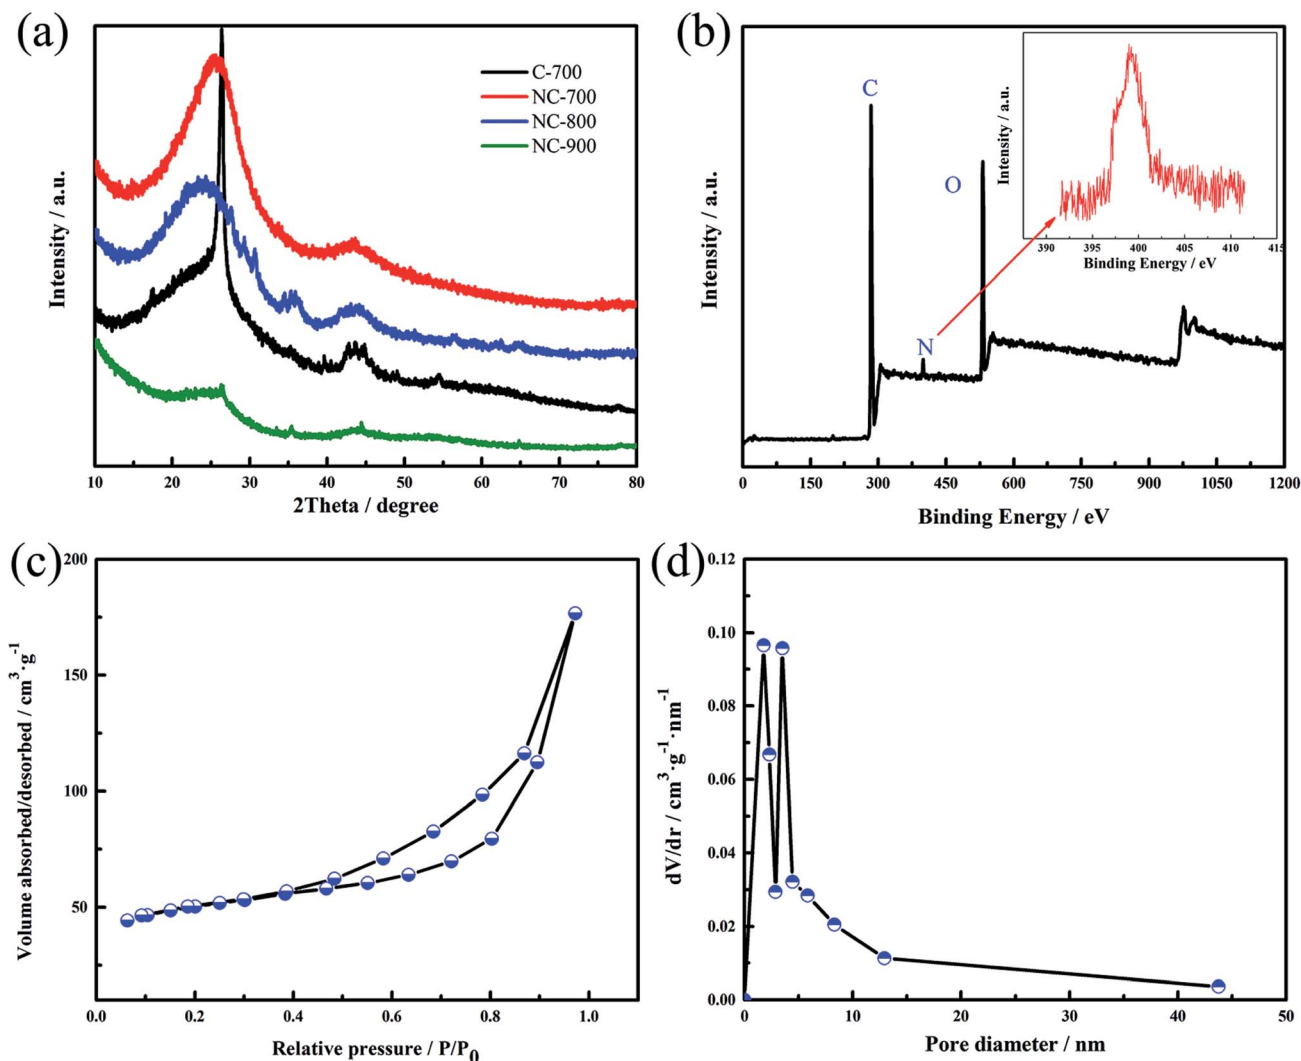 (a)
Intensity / a.u.
C-700
NC-700
NC-800
NC-900
10 20 30 40 50 60 70 80
2Theta / degree
(b)
Intensity / a.u.
C
O
N
0 150 300 450 600 750 900 1050 1200
Binding Energy / eV
Intensity / a.u.
390 395 400 405 410 415
Binding Energy / eV
(c)
Volume absorbed/desorbed / cm³·g⁻¹
200
150
100
50
0.0 0.2 0.4 0.6 0.8 1.0
Relative pressure / P/P₀
(d)
dV/dr / cm³·g⁻¹·nm⁻¹
0.12
0.10
0.08
0.06
0.04
0.02
0.00
0 10 20 30 40 50
Pore diameter / nm